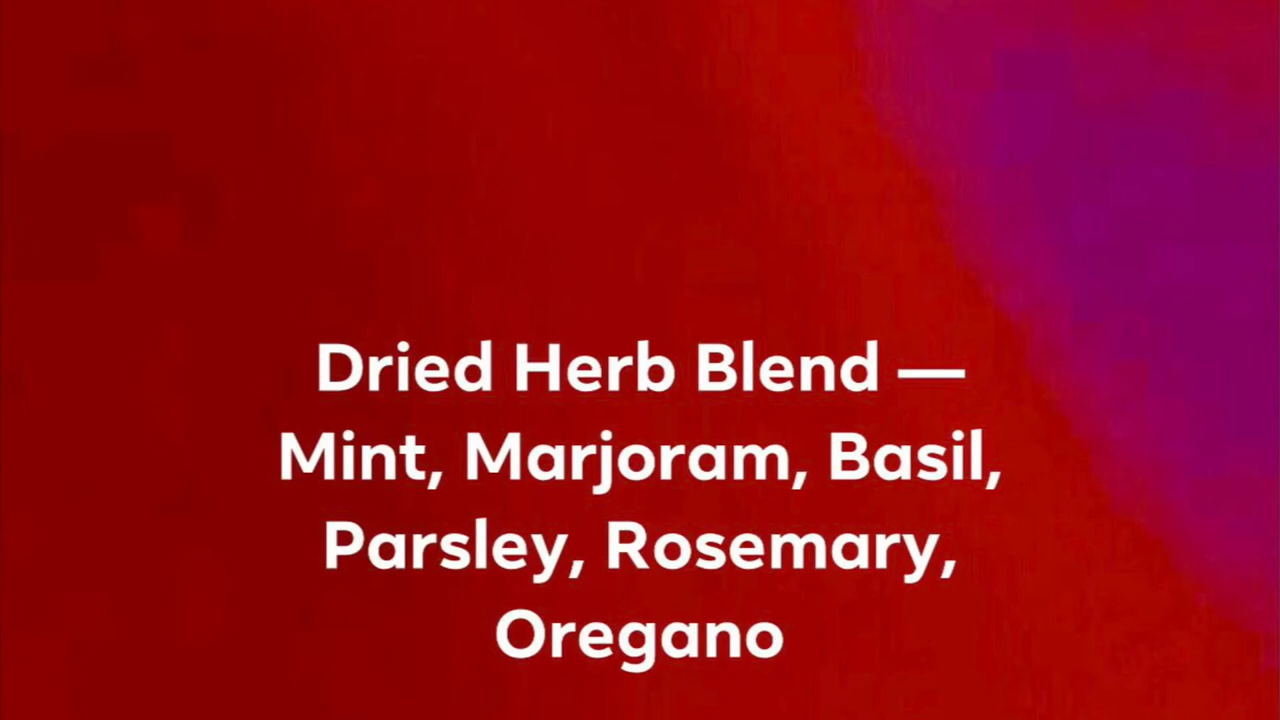 Dried Herb Blend —
Mint, Marjoram, Basil,
Parsley, Rosemary,
Oregano